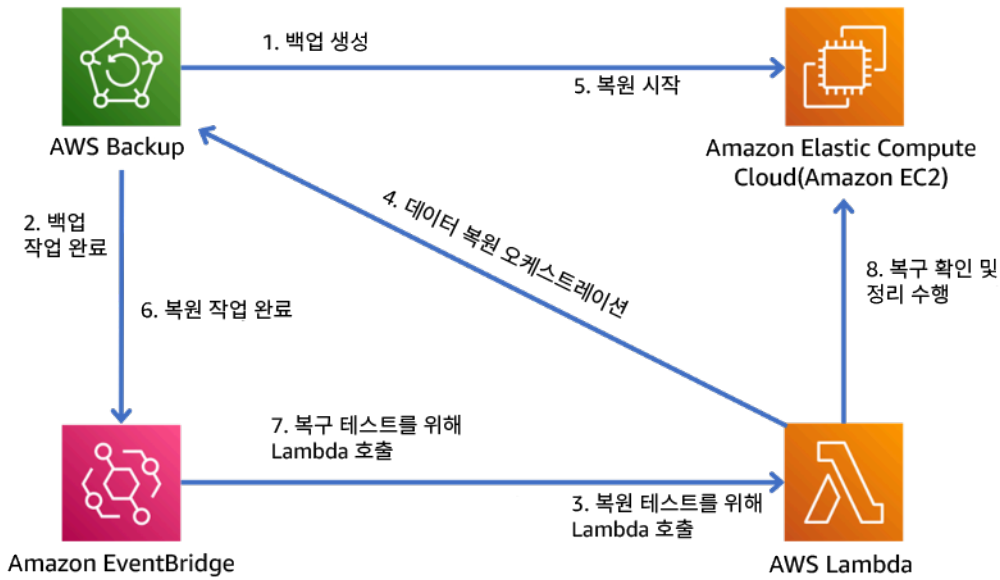 1. 백업 생성
5. 복원 시작
AWS Backup
Amazon Elastic Compute
Cloud(Amazon EC2)
2. 백업
작업 완료
4. 데이터 복원 오케스트레이션
8. 복구 확인 및
정리 수행
6. 복원 작업 완료
7. 복구 테스트를 위해
Lambda 호출
3. 복원 테스트를 위해
Lambda 호출
Amazon EventBridge
AWS Lambda